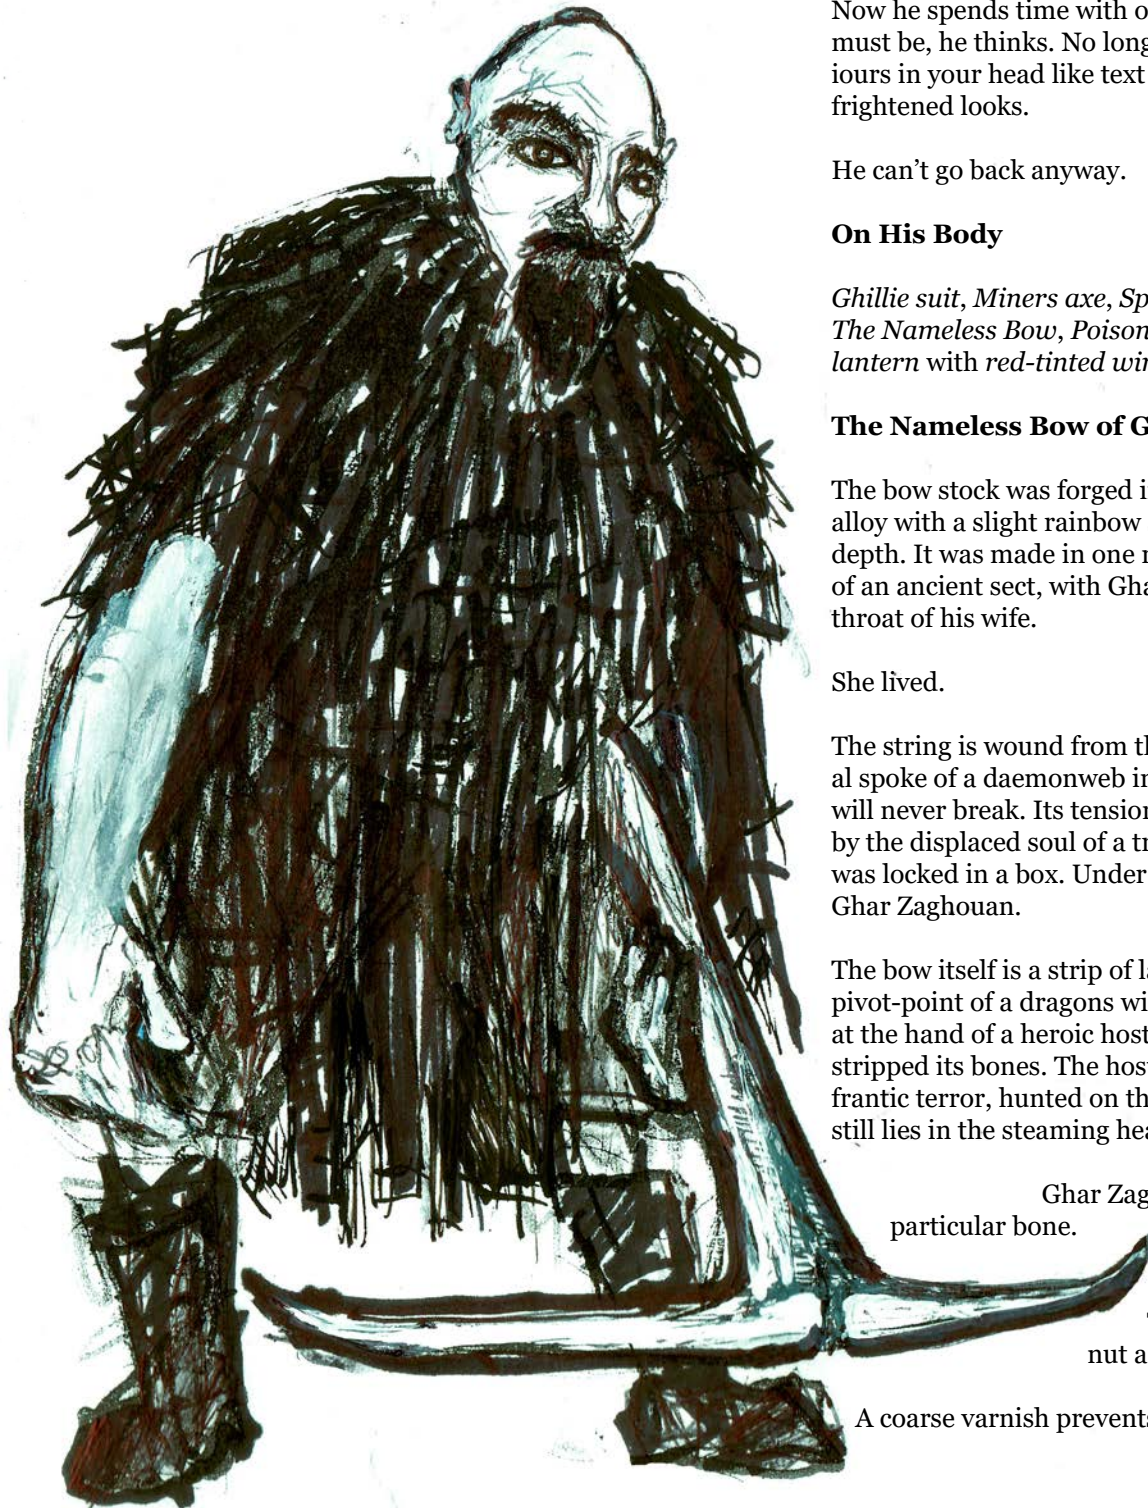 Now he spends time with o
must be, he thinks. No long
iours in your head like text
frightened looks.
He can’t go back anyway.
On His Body
Ghillie suit, Miners axe, Sp
The Nameless Bow, Poison
lantern with red-tinted win
The Nameless Bow of G
The bow stock was forged i
alloy with a slight rainbow
depth. It was made in one
of an ancient sect, with Gha
throat of his wife.
She lived.
The string is wound from th
al spoke of a daemonweb in
will never break. Its tension
by the displaced soul of a tr
was locked in a box. Under
Ghar Zaghouan.
The bow itself is a strip of la
pivot-point of a dragons wi
at the hand of a heroic host
stripped its bones. The hos
frantic terror, hunted on th
still lies in the steaming hea
Ghar Zag
particular bone.
nut a
A coarse varnish prevents